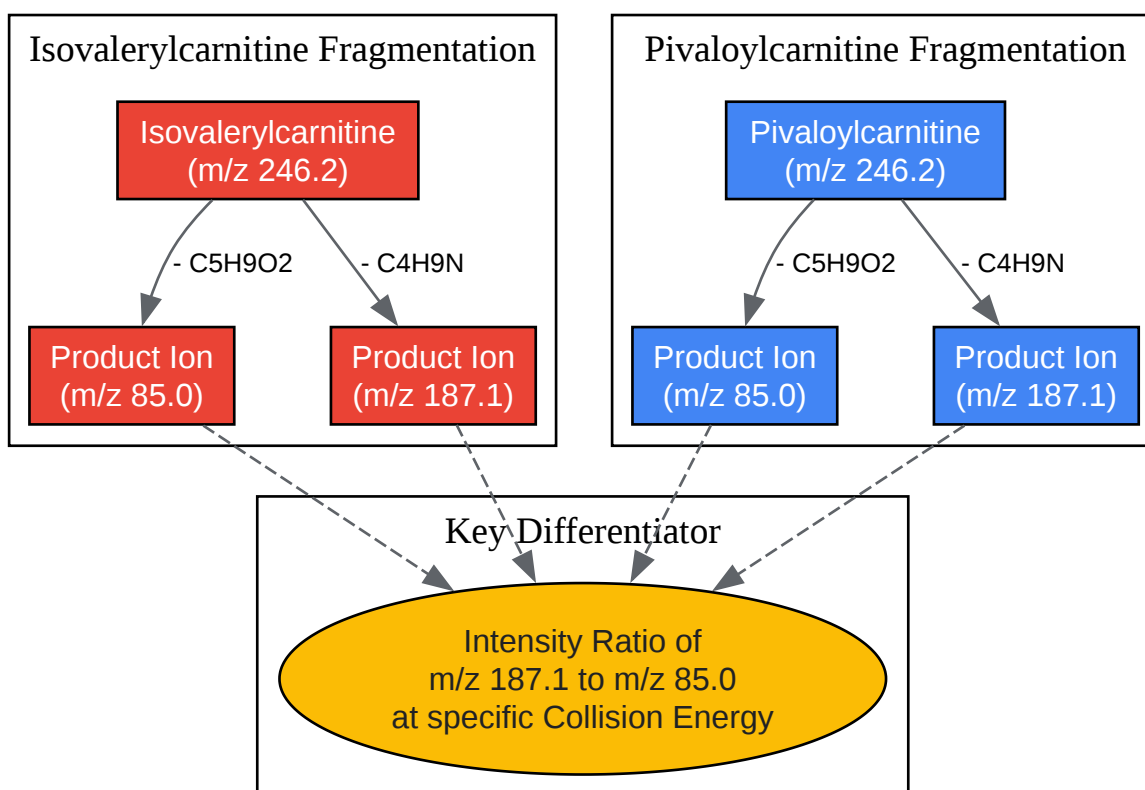 Isovalerylcarnitine Fragmentation
Isovalerylcarnitine
(m/z 246.2)
- C5H9O2
- C4H9N
Product Ion
(m/z 85.0)
Product Ion
(m/z 187.1)
Pivaloylcarnitine Fragmentation
Pivaloylcarnitine
(m/z 246.2)
- C5H9O2
- C4H9N
Product Ion
(m/z 85.0)
Product Ion
(m/z 187.1)
Key Differentiator
Intensity Ratio of
m/z 187.1 to m/z 85.0
at specific Collision Energy